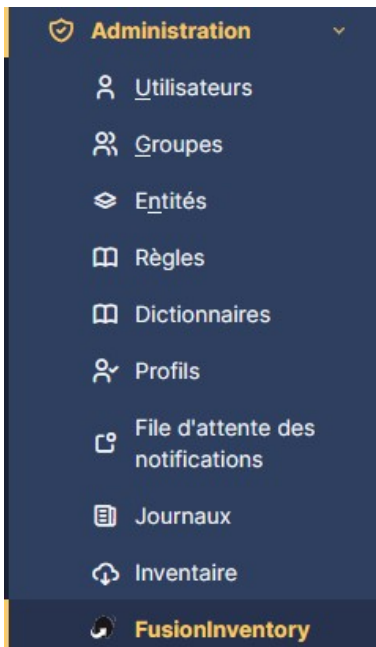 Administration
Utilisateurs
Groupes
Entités
Règles
Dictionnaires
Profils
File d'attente des
notifications
Journaux
Inventaire
FusionInventory